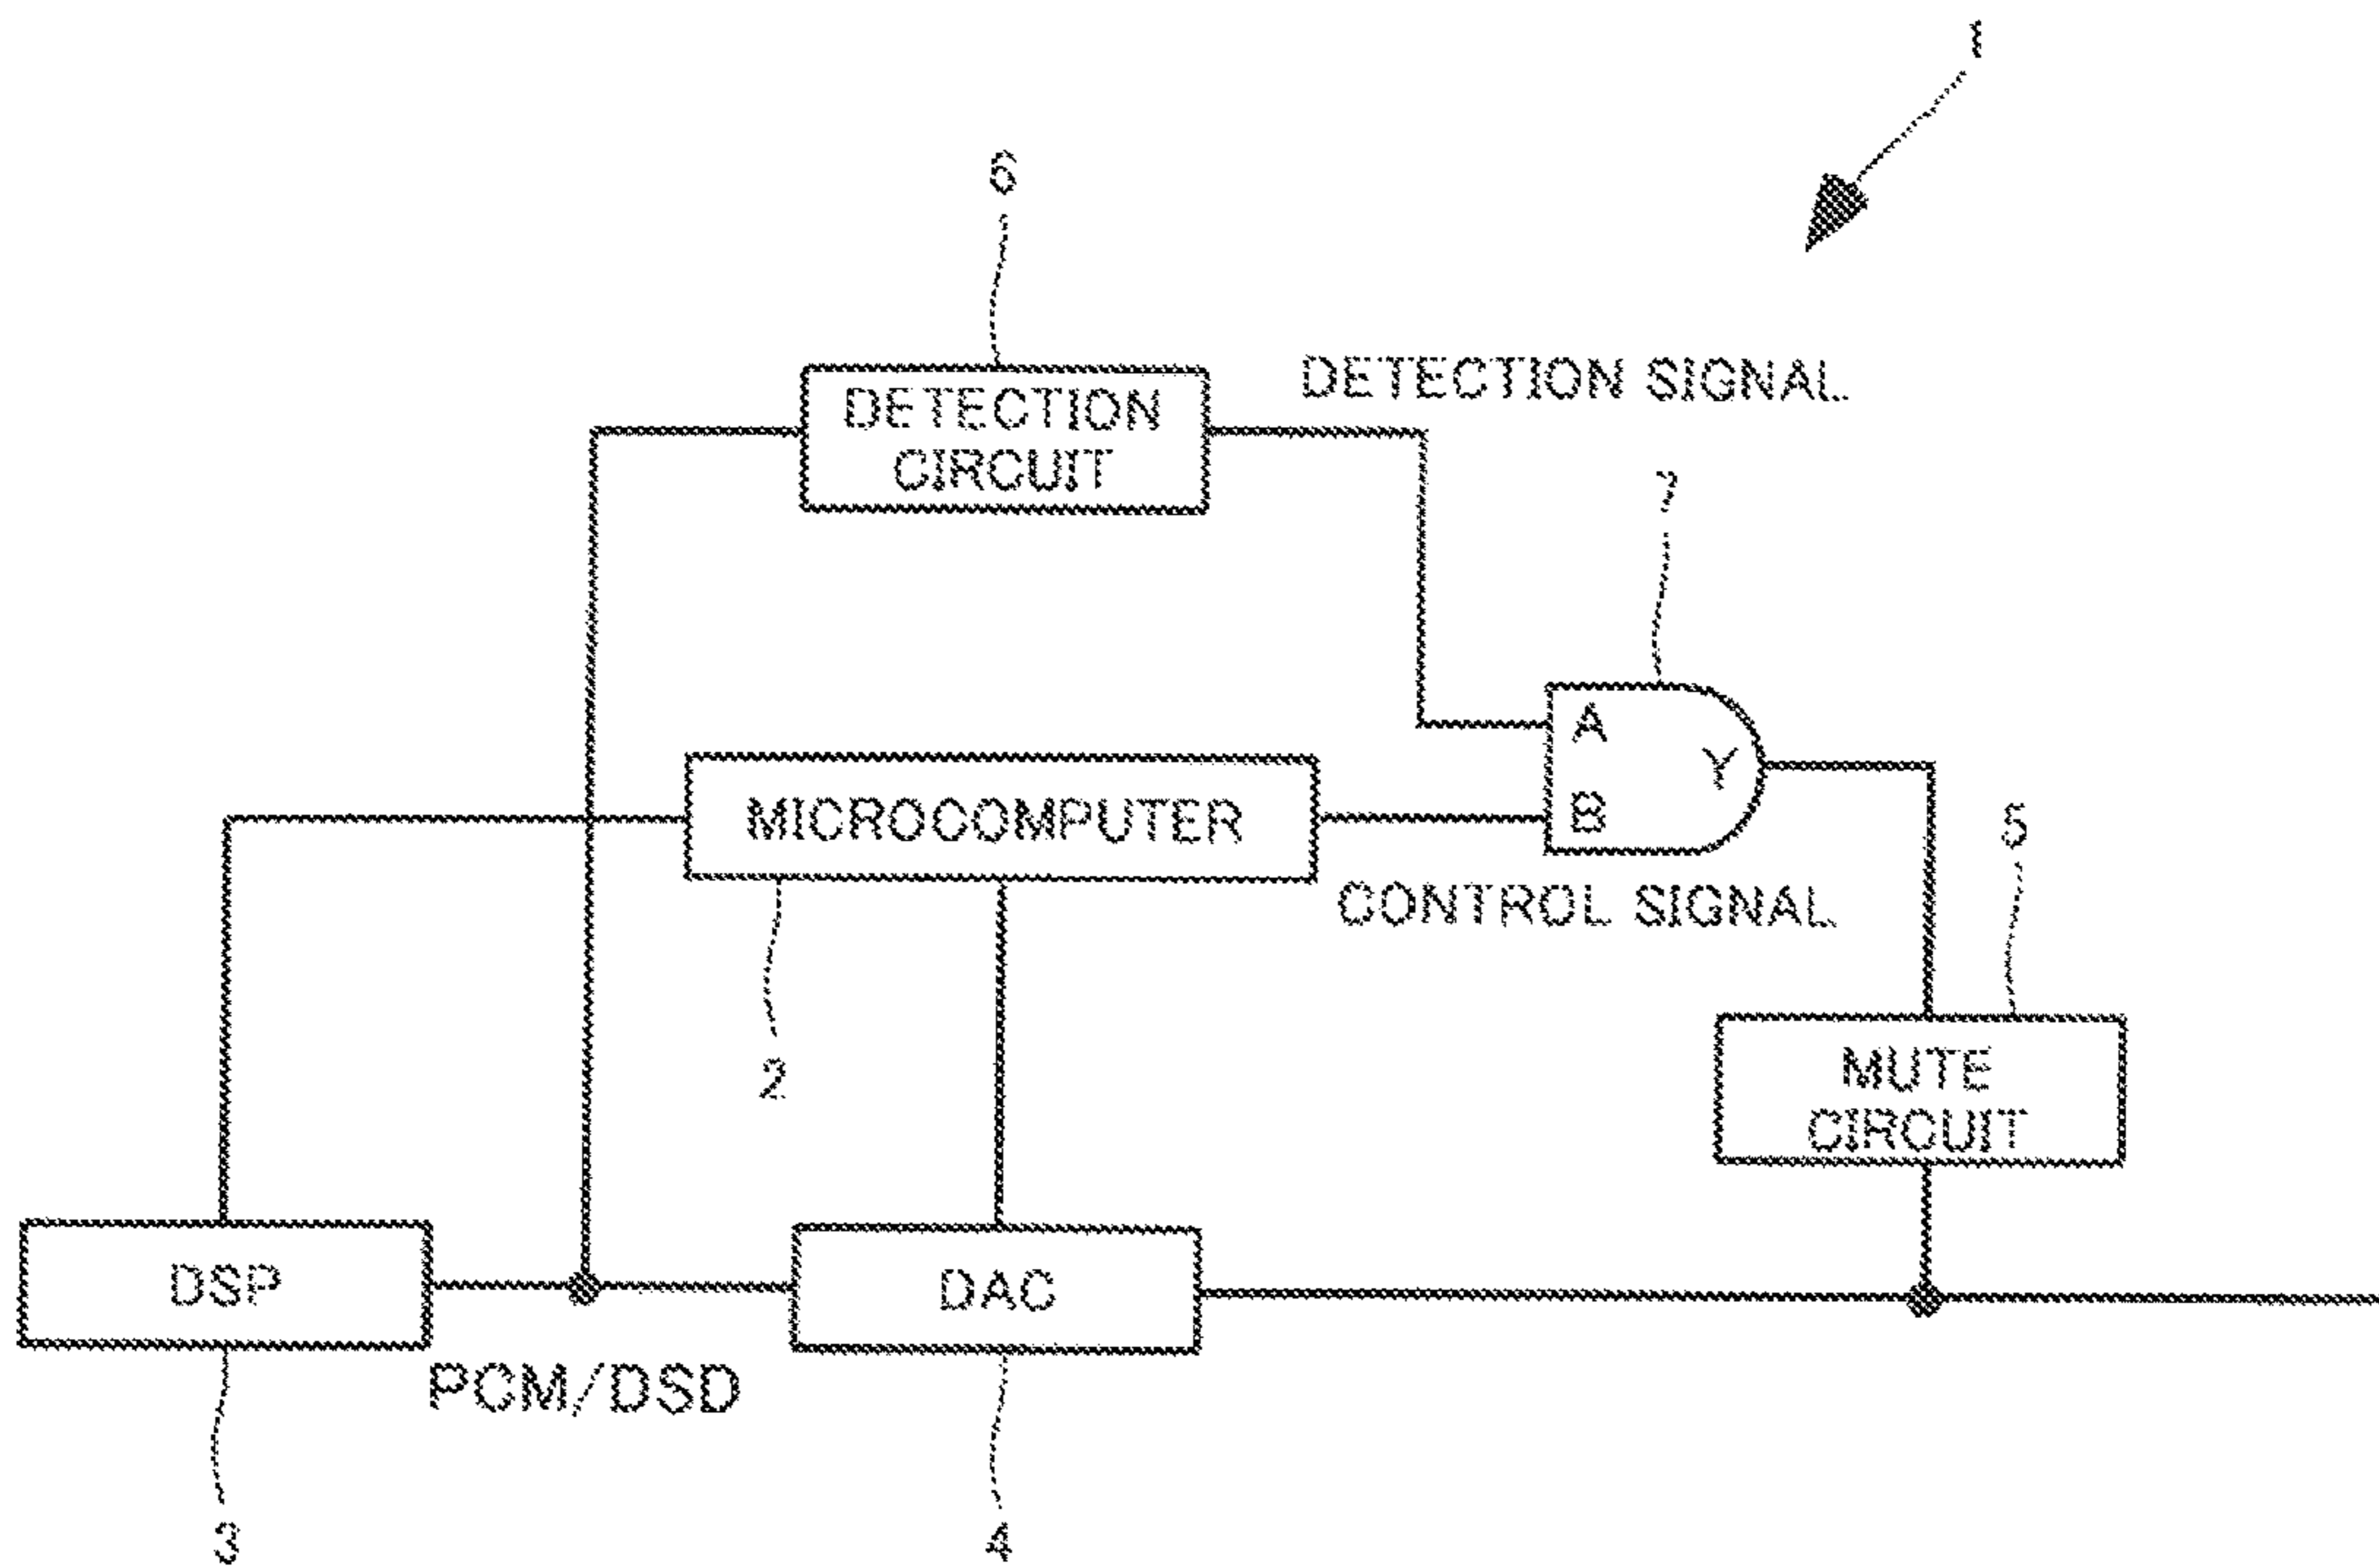 1
6
DETECTION
CIRCUIT
DETECTION SIGNAL
7
A
B
Y
MICROCOMPUTER
CONTROL SIGNAL
5
2
MUTE
CIRCUIT
DSP
DAC
PCM/DSD
3
4